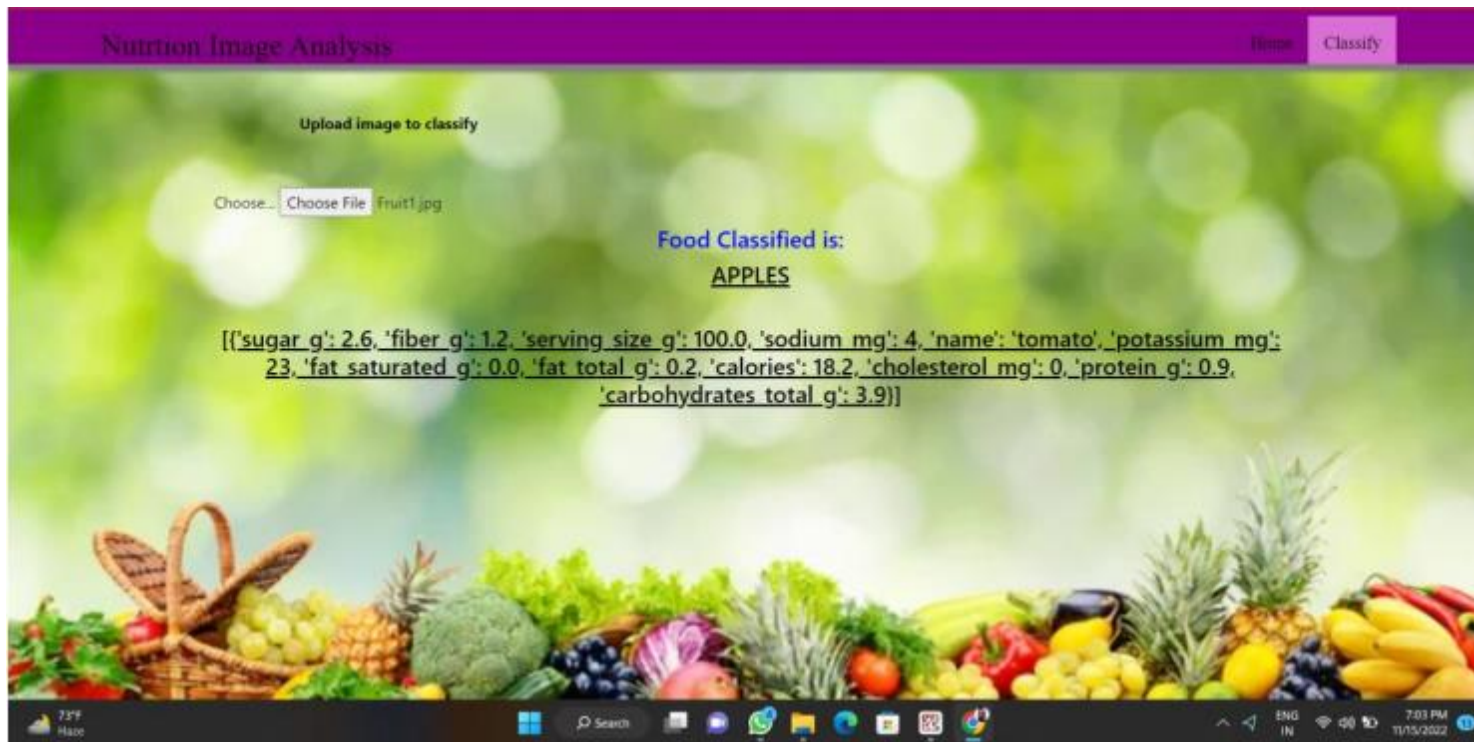 Nutrtion Image Analysis
Home Classify
Upload image to classify
Choose... Choose File Fruit1.jpg
Food Classified is:
APPLES
[{'sugar_g': 2.6, 'fiber_g': 1.2, 'serving_size_g': 100.0, 'sodium_mg': 4, 'name': 'tomato', 'potassium_mg':
23, 'fat_saturated_g': 0.0, 'fat_total_g': 0.2, 'calories': 18.2, 'cholesterol_mg': 0, 'protein_g': 0.9,
'carbohydrates_total_g': 3.9}]
73°F
Haze
Search
ENG
IN
7:03 PM
11/15/2022